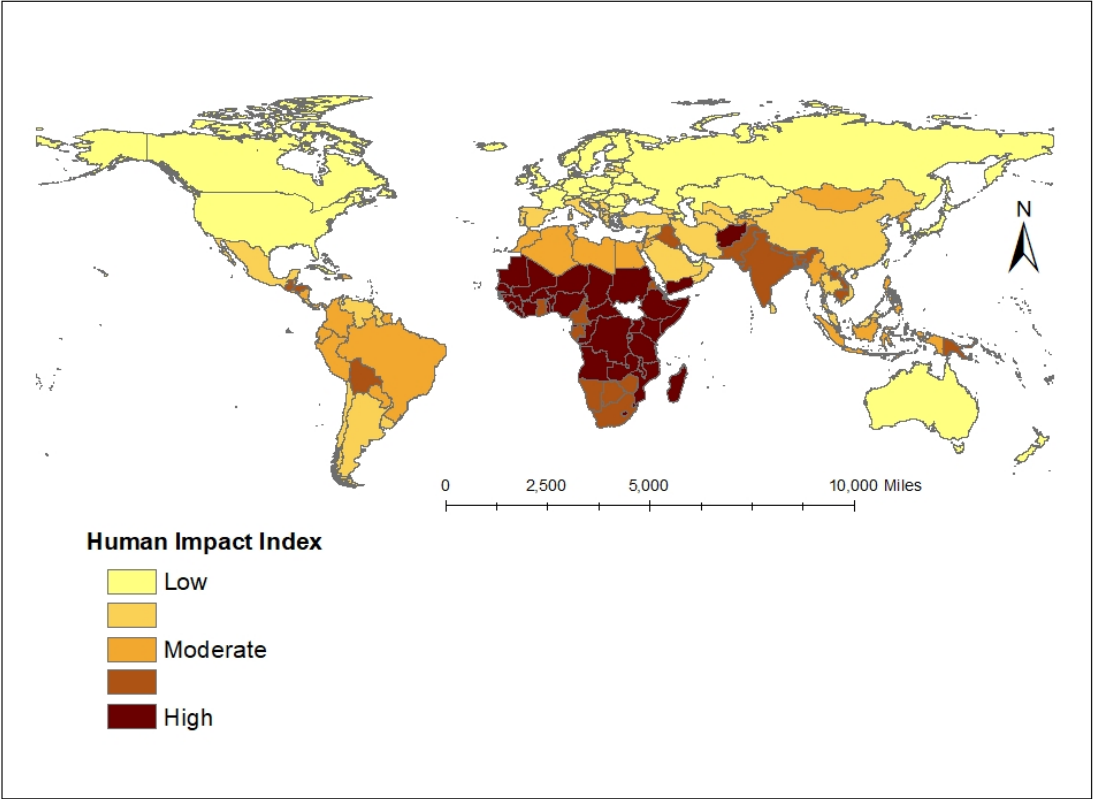 N
0 2,500 5,000 10,000 Miles
Human Impact Index
Low
Moderate
High